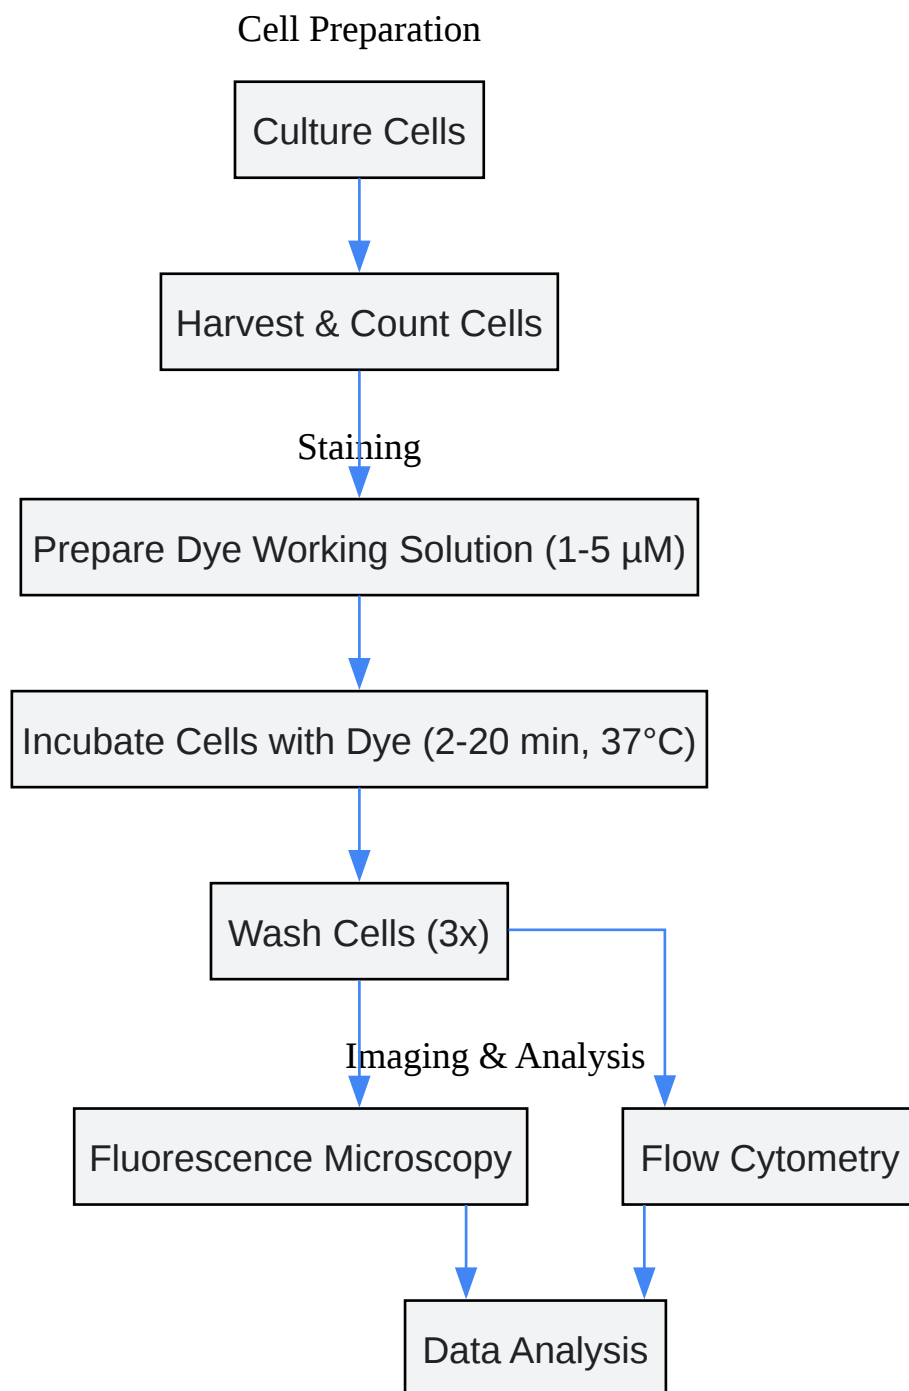 Cell Preparation
Culture Cells
Harvest & Count Cells
Staining
Prepare Dye Working Solution (1-5 µM)
Incubate Cells with Dye (2-20 min, 37°C)
Wash Cells (3x)
Imaging & Analysis
Fluorescence Microscopy
Flow Cytometry
Data Analysis